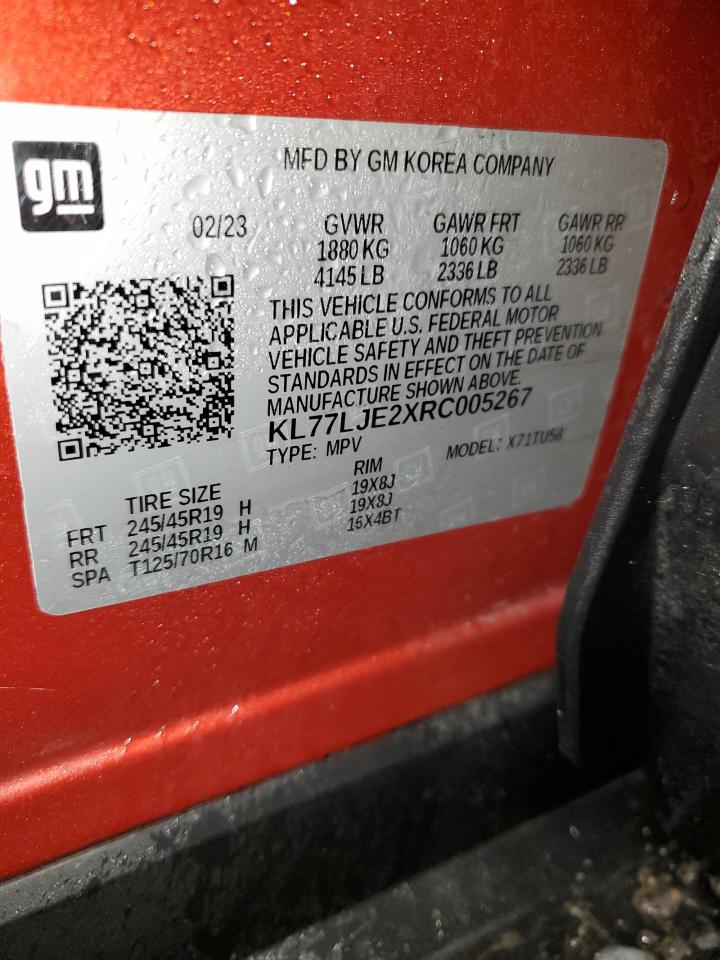 gm
MFD BY GM KOREA COMPANY
02/23 GVWR GAWR FRT GAWR RR
1880 KG 1060 KG 1060 KG
4145 LB 2336 LB 2336 LB
THIS VEHICLE CONFORMS TO ALL
APPLICABLE U.S. FEDERAL MOTOR
VEHICLE SAFETY AND THEFT PREVENTION
STANDARDS IN EFFECT ON THE DATE OF
MANUFACTURE SHOWN ABOVE.
KL77LJE2XRC005267
TYPE: MPV MODEL: X71TU58
TIRE SIZE RIM
FRT 245/45R19 H 19X8J
RR 245/45R19 H 19X8J
SPA T125/70R16 M 16X4BT